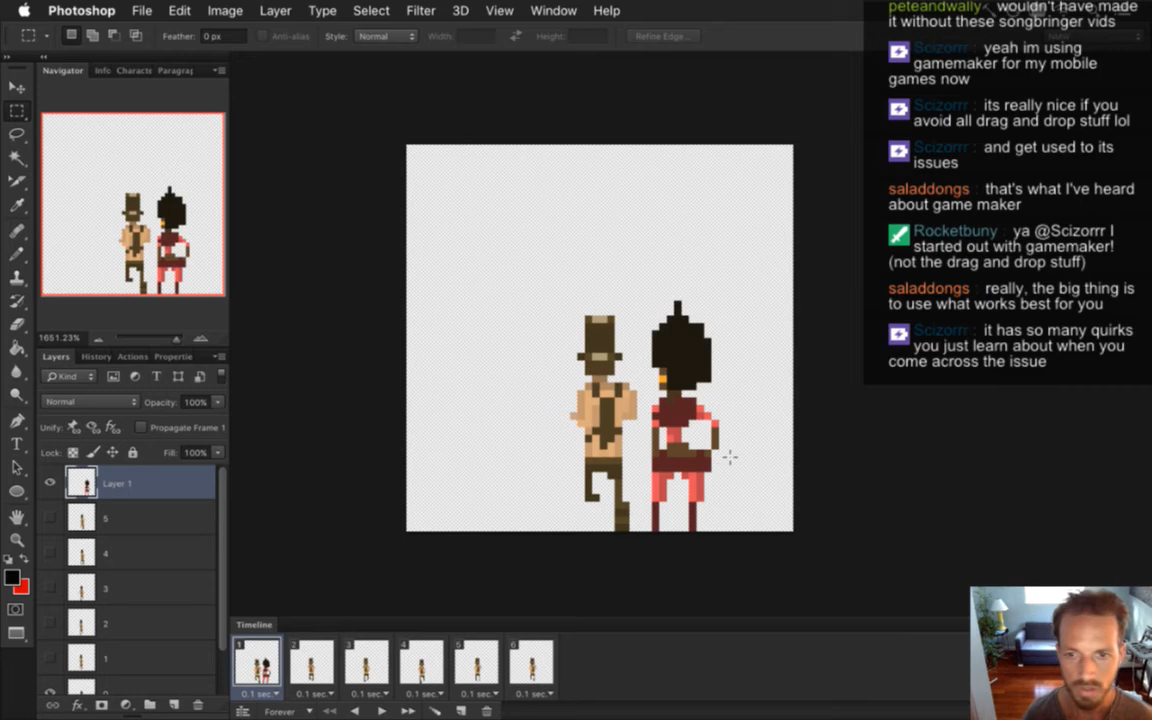 Photoshop File Edit Image Layer Type Select Filter 3D View Window Help
Feather: 0 px Anti-alias Style: Normal Width: Height: Refine Edge...
Navigator Info Characte Paragraj
1651.23%
Layers History Actions Propertie
Kind
Normal Opacity: 100%
Unify: Propagate Frame 1
Lock: Fill: 100%
Layer 1
5
4
3
2
1
Timeline
1 2 3 4 5 6
0.1 sec. 0.1 sec. 0.1 sec. 0.1 sec. 0.1 sec. 0.1 sec.
Forever
peteandwally wouldn't have made
it without these songbringer vids
Scizorrr : yeah im using
gamemaker for my mobile
games now
Scizorrr : its really nice if you
avoid all drag and drop stuff lol
Scizorrr : and get used to its
issues
saladdongs : that's what I've heard
about game maker
Rocketbuny : ya @Scizorrr I
started out with gamemaker!
(not the drag and drop stuff)
saladdongs : really, the big thing is
to use what works best for you
Scizorrr : it has so many quirks
you just learn about when you
come across the issue